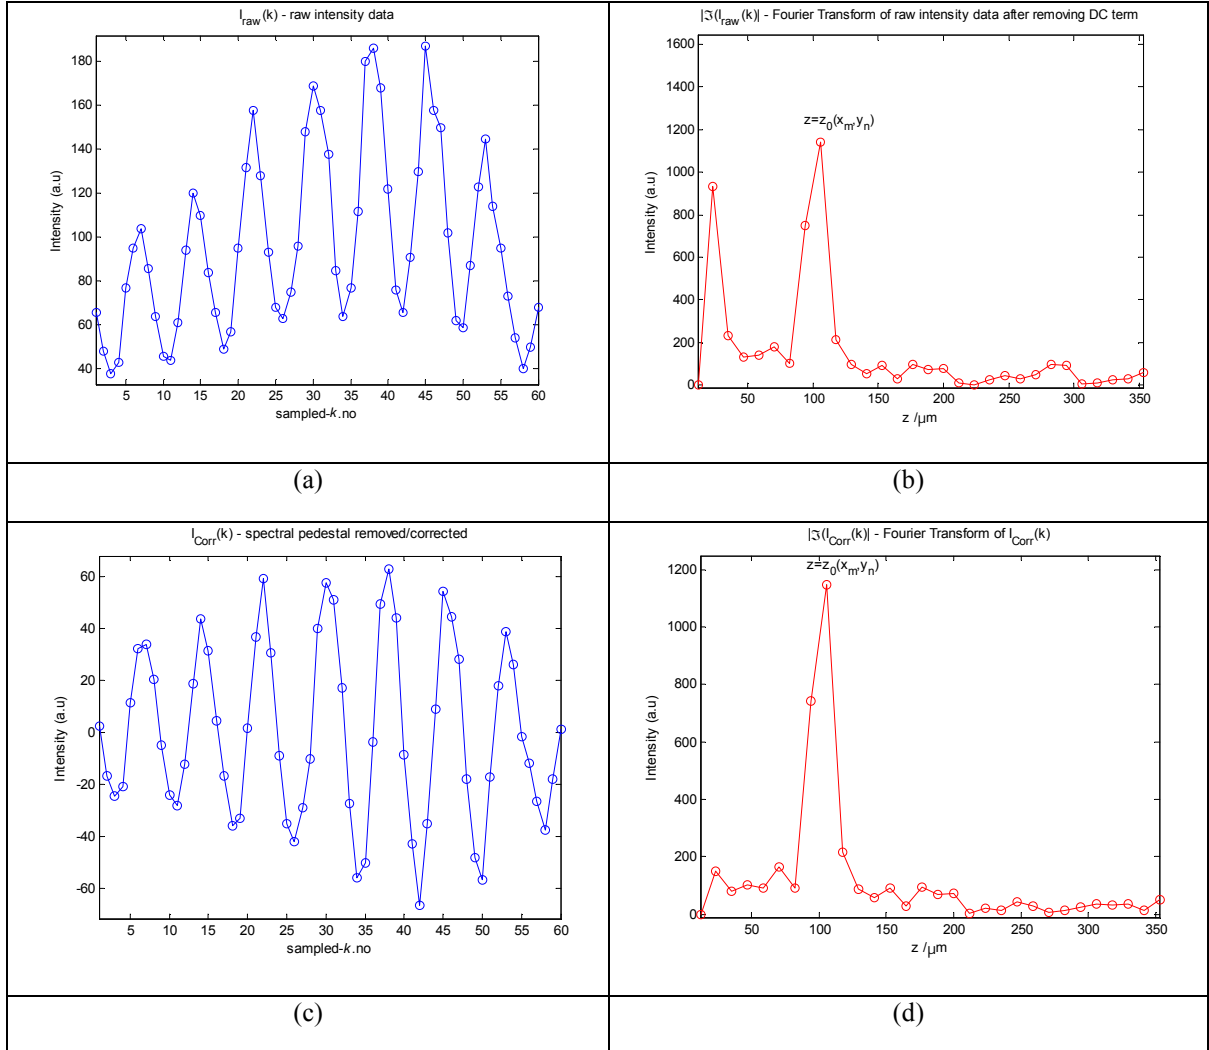 I_raw(k) - raw intensity data
Intensity (a.u)
180
160
140
120
100
80
60
40
5 10 15 20 25 30 35 40 45 50 55 60
sampled-k.no
|ℑ(I_raw(k)| - Fourier Transform of raw intensity data after removing DC term
Intensity (a.u)
1600
1400
1200
1000
800
600
400
200
0
z=z_0(x_m,y_n)
50 100 150 200 250 300 350
z /µm
(a)
(b)
I_Corr(k) - spectral pedestal removed/corrected
Intensity (a.u)
60
40
20
0
-20
-40
-60
5 10 15 20 25 30 35 40 45 50 55 60
sampled-k.no
|ℑ(I_Corr(k)| - Fourier Transform of I_Corr(k)
z=z_0(x_m,y_n)
Intensity (a.u)
1200
1000
800
600
400
200
0
50 100 150 200 250 300 350
z /µm
(c)
(d)